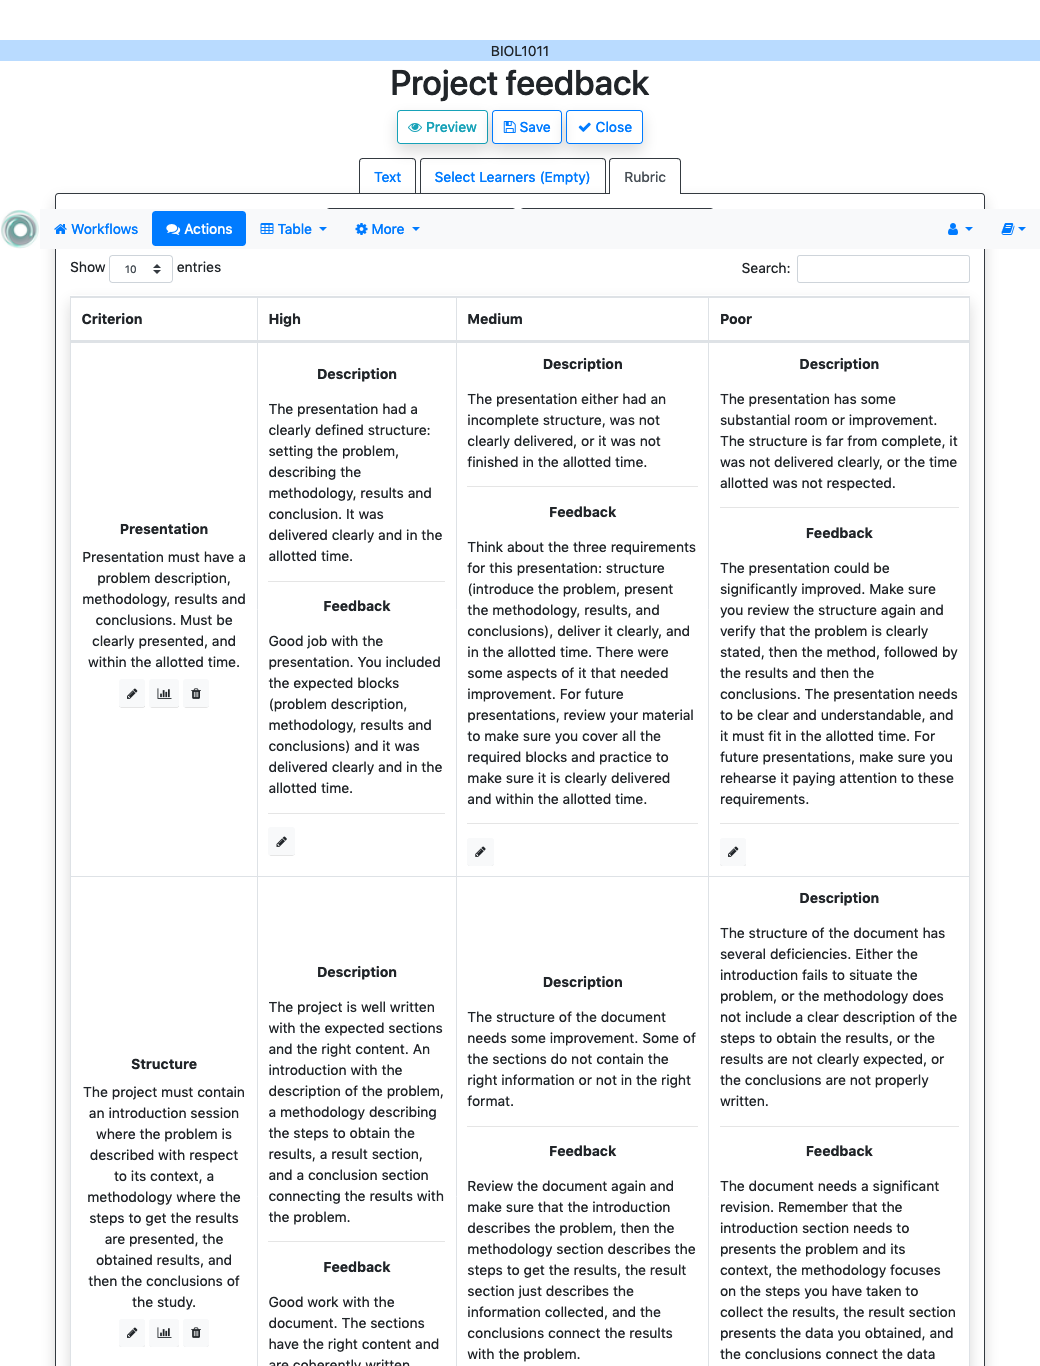 BIOL1011
Project feedback
Preview Save Close
Text Select Learners (Empty) Rubric
Workflows Actions Table More
Show 10 entries Search:
Criterion High Medium Poor
Presentation
Presentation must have a
problem description,
methodology, results and
conclusions. Must be
clearly presented, and
within the allotted time.
Description
The presentation had a
clearly defined structure:
setting the problem,
describing the
methodology, results and
conclusion. It was
delivered clearly and in the
allotted time.
Feedback
Good job with the
presentation. You included
the expected blocks
(problem description,
methodology, results and
conclusions) and it was
delivered clearly and in the
allotted time.
Description
The presentation either had an
incomplete structure, was not
clearly delivered, or it was not
finished in the allotted time.
Feedback
Think about the three requirements
for this presentation: structure
(introduce the problem, present
the methodology, results, and
conclusions), deliver it clearly, and
in the allotted time. There were
some aspects of it that needed
improvement. For future
presentations, review your material
to make sure you cover all the
required blocks and practice to
make sure it is clearly delivered
and within the allotted time.
Description
The presentation has some
substantial room or improvement.
The structure is far from complete, it
was not delivered clearly, or the time
allotted was not respected.
Feedback
The presentation could be
significantly improved. Make sure
you review the structure again and
verify that the problem is clearly
stated, then the method, followed by
the results and then the
conclusions. The presentation needs
to be clear and understandable, and
it must fit in the allotted time. For
future presentations, make sure you
rehearse it paying attention to these
requirements.
Structure
The project must contain
an introduction session
where the problem is
described with respect
to its context, a
methodology where the
steps to get the results
are presented, the
obtained results, and
then the conclusions of
the study.
Description
The project is well written
with the expected sections
and the right content. An
introduction with the
description of the problem,
a methodology describing
the steps to obtain the
results, a result section,
and a conclusion section
connecting the results with
the problem.
Feedback
Good work with the
document. The sections
have the right content and
are coherently written
Description
The structure of the document
needs some improvement. Some of
the sections do not contain the
right information or not in the right
format.
Feedback
Review the document again and
make sure that the introduction
describes the problem, then the
methodology section describes the
steps to get the results, the result
section just describes the
information collected, and the
conclusions connect the results
with the problem.
Description
The structure of the document has
several deficiencies. Either the
introduction fails to situate the
problem, or the methodology does
not include a clear description of the
steps to obtain the results, or the
results are not clearly expected, or
the conclusions are not properly
written.
Feedback
The document needs a significant
revision. Remember that the
introduction section needs to
presents the problem and its
context, the methodology focuses
on the steps you have taken to
collect the results, the result section
presents the data you obtained, and
the conclusions connect the data